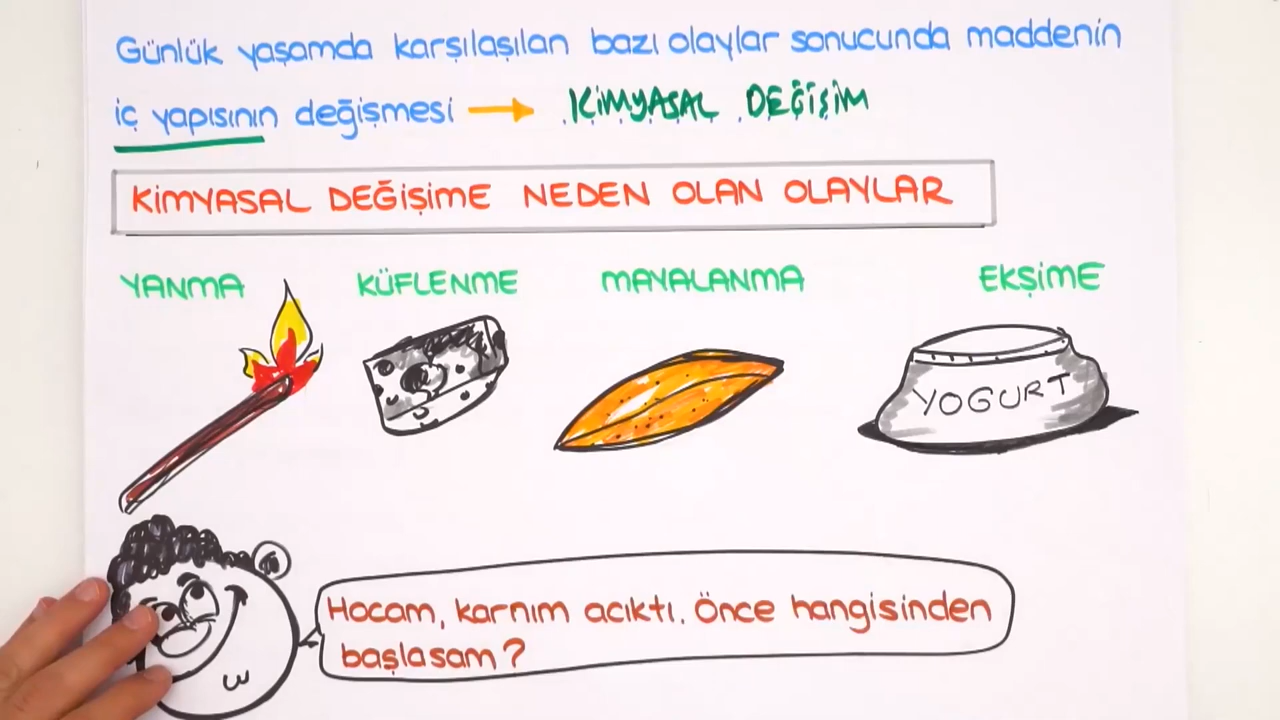 Günlük yaşamda karşılaşılan bazı olaylar sonucunda maddenin
iç yapısının değişmesi → KİMYASAL DEĞİŞİM
KİMYASAL DEĞİŞİME NEDEN OLAN OLAYLAR
YANMA KÜFLENME MAYALANMA EKŞİME
YOGURT
Hocam, karnım acıktı. Önce hangisinden
başlasam?